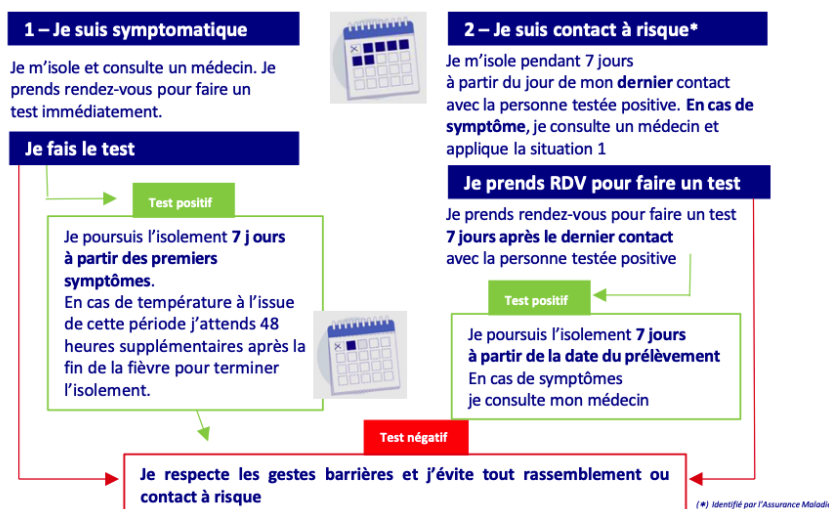 1 – Je suis symptomatique
Je m'isole et consulte un médecin. Je
prends rendez-vous pour faire un
test immédiatement.
Je fais le test
Test positif
Je poursuis l'isolement 7 j ours
à partir des premiers
symptômes.
En cas de température à l'issue
de cette période j'attends 48
heures supplémentaires après la
fin de la fièvre pour terminer
l'isolement.
2 – Je suis contact à risque*
Je m'isole pendant 7 jours
à partir du jour de mon dernier contact
avec la personne testée positive. En cas de
symptôme, je consulte un médecin et
applique la situation 1
Je prends RDV pour faire un test
Je prends rendez-vous pour faire un test
7 jours après le dernier contact
avec la personne testée positive
Test positif
Je poursuis l'isolement 7 jours
à partir de la date du prélèvement
En cas de symptômes
je consulte mon médecin
Test négatif
Je respecte les gestes barrières et j'évite tout rassemblement ou
contact à risque
(*) Identifié par l'Assurance Maladie